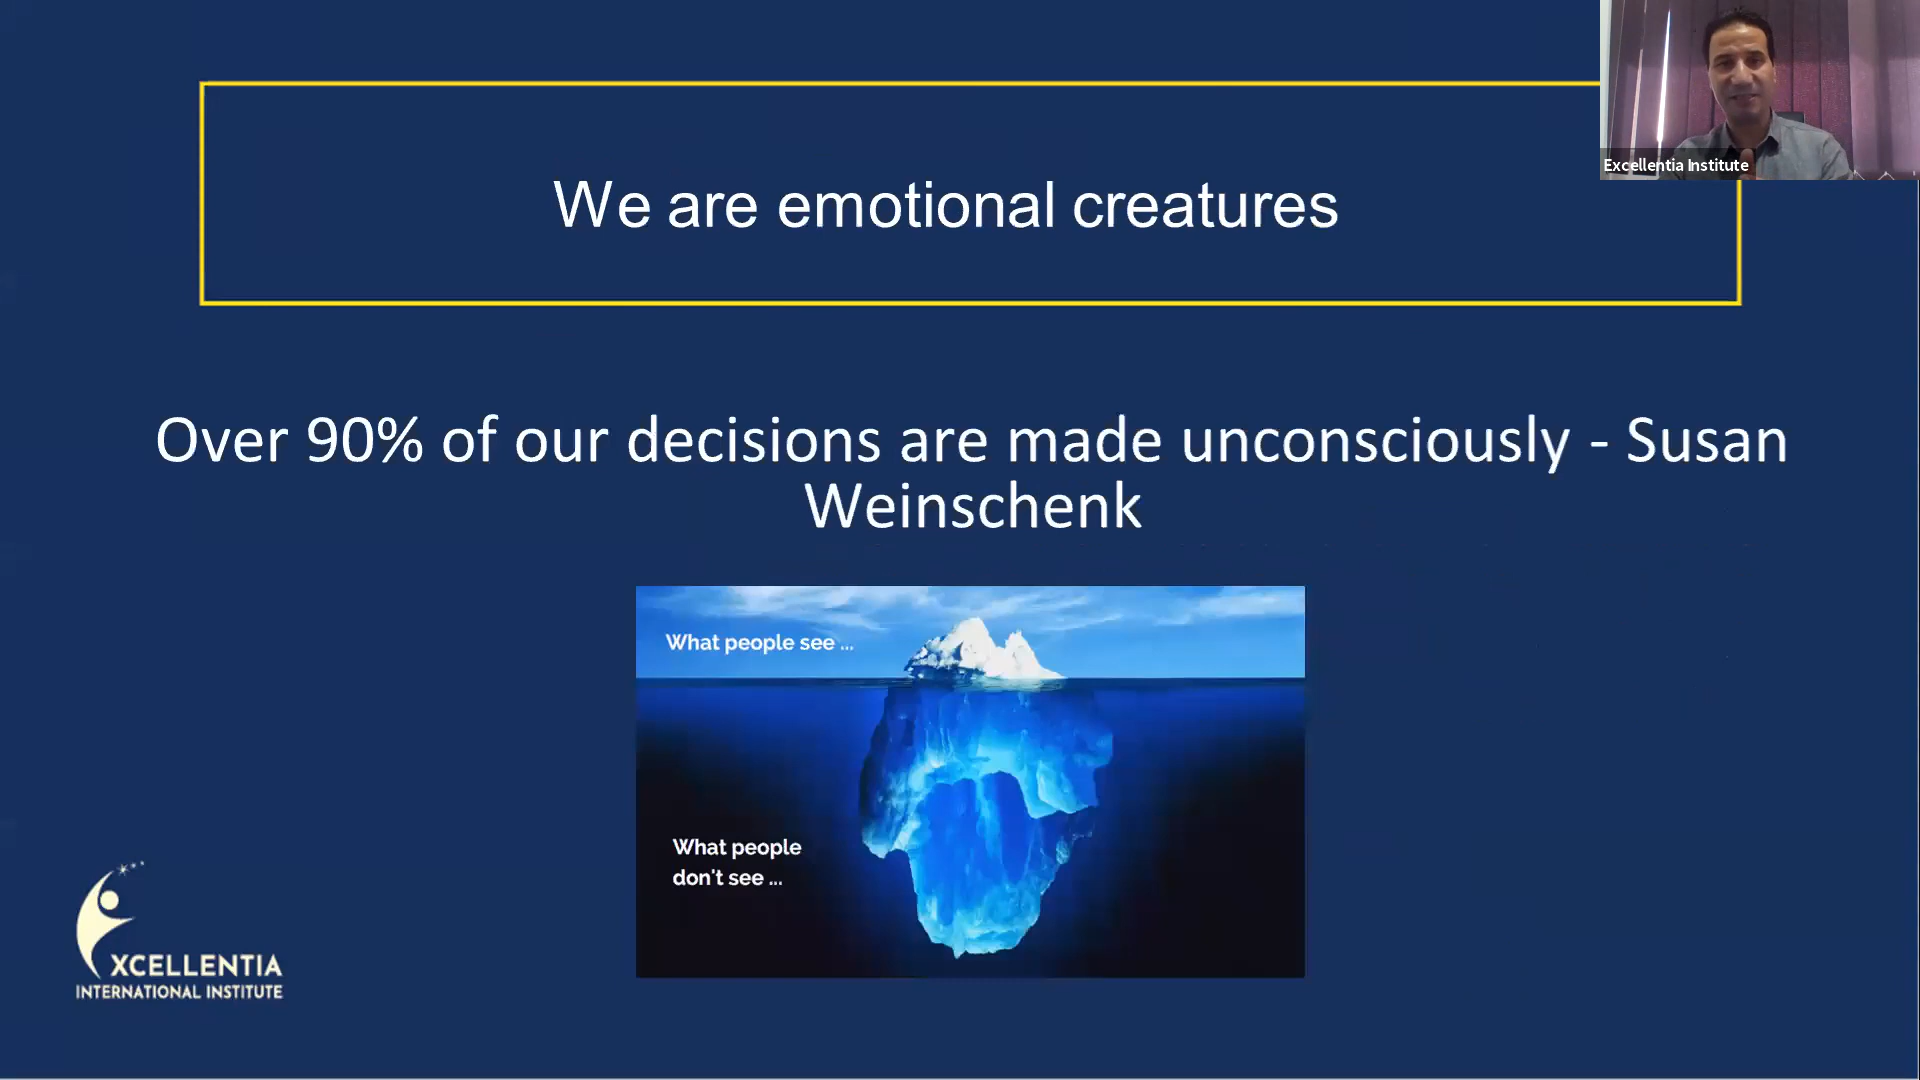 Excellentia Institute
We are emotional creatures
Over 90% of our decisions are made unconsciously - Susan
Weinschenk
What people see ...
What people
don't see ...
XCELLENTIA
INTERNATIONAL INSTITUTE